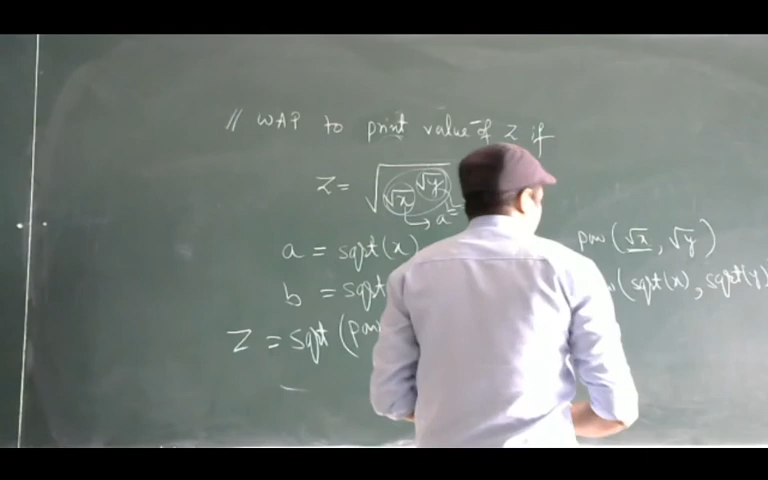 // WAP to print value of Z if
Z = √(√x √y
a =
a = sqrt(x)
pow(√x, √y)
b = sqrt
(sqrt(x), sqrt(y)
Z = sqrt(pow